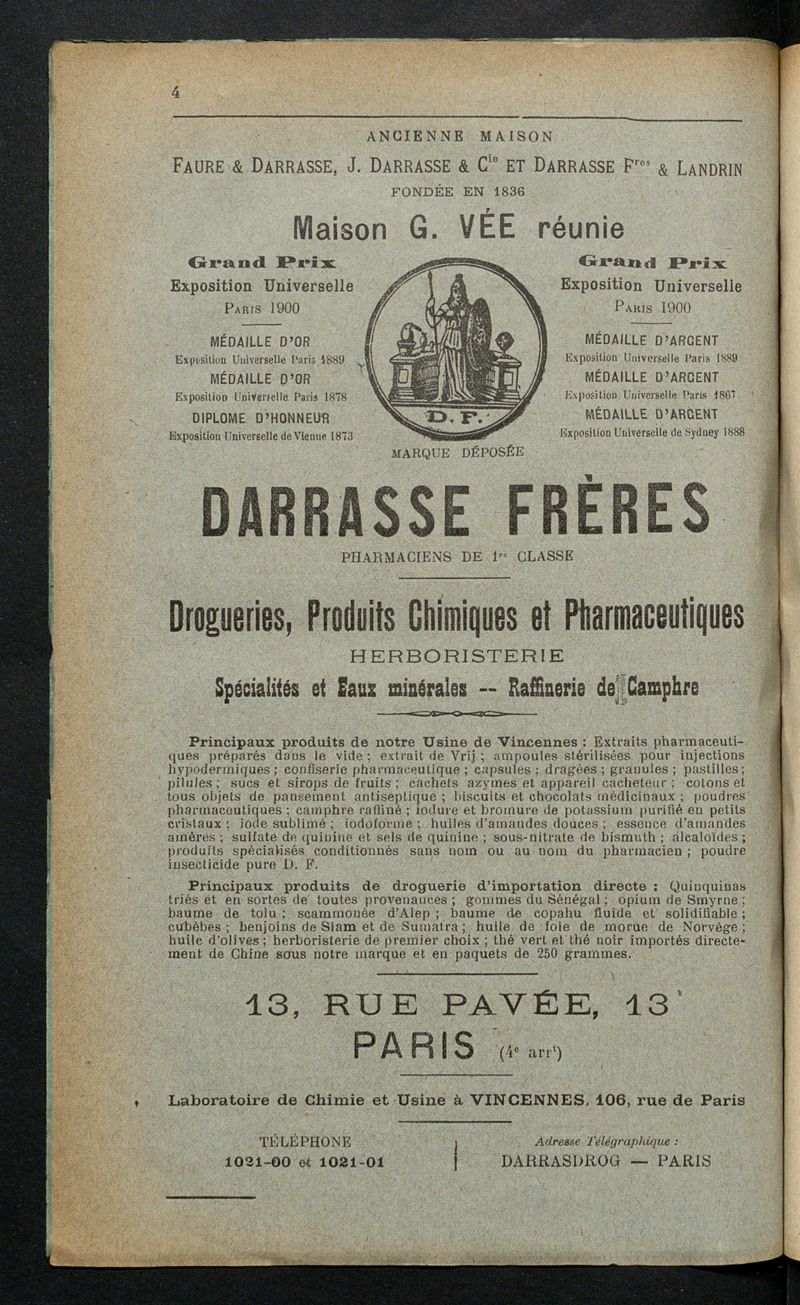 4
ANCIENNE MAISON
FAURE & DARRASSE, J. DARRASSE & Cie ET DARRASSE Fres & LANDRIN
FONDÉE EN 1836
Maison G. VÉE réunie
Grand Prix
Exposition Universelle
PARIS 1900
MÉDAILLE D'OR
Exposition Universelle Paris 1889
MÉDAILLE D'OR
Exposition Universelle Paris 1878
DIPLOME D'HONNEUR
Exposition Universelle de Vienne 1873
D. F.
MARQUE DÉPOSÉE
Grand Prix
Exposition Universelle
PARIS 1900
MÉDAILLE D'ARGENT
Exposition Universelle Paris 1889
MÉDAILLE D'ARGENT
Exposition Universelle Paris 1867
MÉDAILLE D'ARGENT
Exposition Universelle de Sydney 1888
DARRASSE FRÈRES
PHARMACIENS DE 1re CLASSE
Drogueries, Produits Chimiques et Pharmaceutiques
HERBORISTERIE
Spécialités et Eaux minérales -- Raffinerie de Camphre
Principaux produits de notre Usine de Vincennes : Extraits pharmaceuti-
ques préparés dans le vide ; extrait de Vrij ; ampoules stérilisées pour injections
hypodermiques ; confiserie pharmaceutique ; capsules ; dragées ; granules ; pastilles ;
pilules ; sucs et sirops de fruits ; cachets azymes et appareil cacheteur ; cotons et
tous objets de pansement antiseptique ; biscuits et chocolats médicinaux ; poudres
pharmaceutiques ; camphre raffiné ; iodure et bromure de potassium purifié en petits
cristaux ; iode sublimé ; iodoforme ; huiles d'amandes douces ; essence d'amandes
amères ; sulfate de quinine et sels de quinine ; sous-nitrate de bismuth ; alcaloïdes ;
produits spécialisés conditionnés sans nom ou au nom du pharmacien ; poudre
insecticide pure D. F.
Principaux produits de droguerie d'importation directe : Quinquinas
triés et en sortes de toutes provenances ; gommes du Sénégal ; opium de Smyrne ;
baume de tolu ; scammonée d'Alep ; baume de copahu fluide et solidifiable ;
cubèbes ; benjoins de Siam et de Sumatra ; huile de foie de morue de Norvège ;
huile d'olives ; herboristerie de premier choix ; thé vert et thé noir importés directe-
ment de Chine sous notre marque et en paquets de 250 grammes.
13, RUE PAVÉE, 13
PARIS (4e arrt)
Laboratoire de Chimie et Usine à VINCENNES, 106, rue de Paris
TÉLÉPHONE
1021-00 et 1021-01
Adresse Télégraphique :
DARRASDROG — PARIS